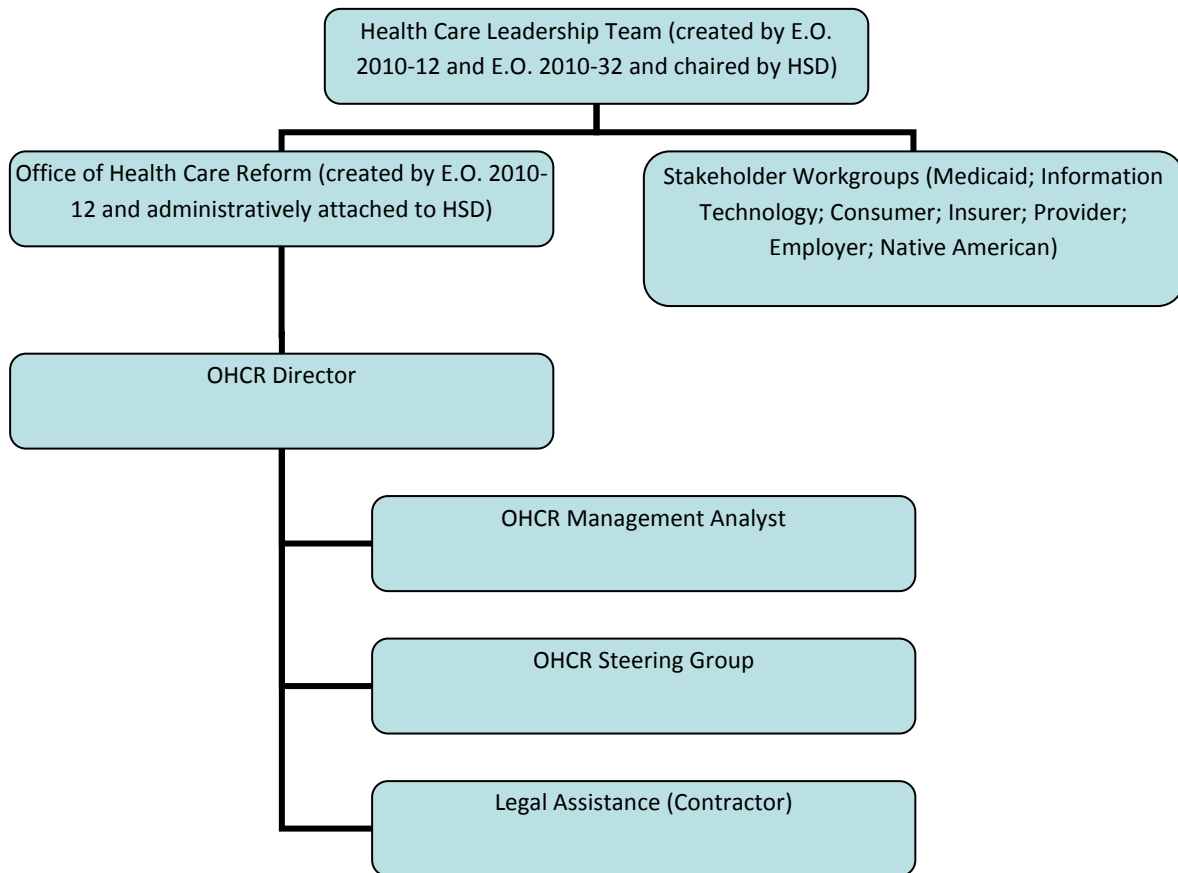 Health Care Leadership Team (created by E.O.
2010-12 and E.O. 2010-32 and chaired by HSD)
Office of Health Care Reform (created by E.O. 2010-
12 and administratively attached to HSD)
Stakeholder Workgroups (Medicaid; Information
Technology; Consumer; Insurer; Provider;
Employer; Native American)
OHCR Director
OHCR Management Analyst
OHCR Steering Group
Legal Assistance (Contractor)